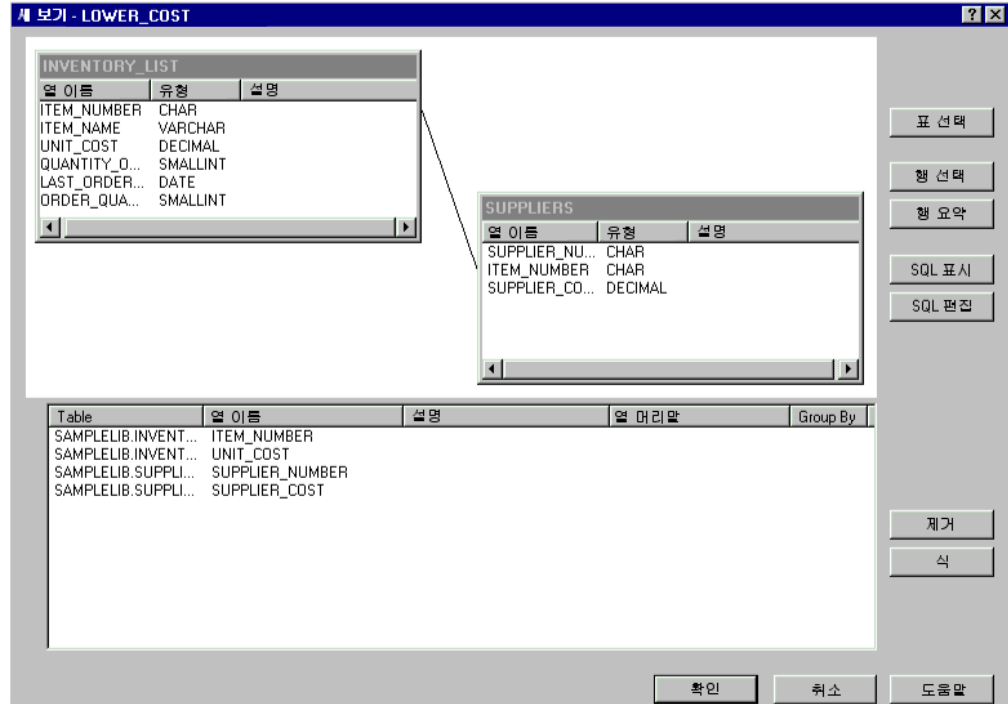 새 보기 - LOWER_COST
INVENTORY_LIST
열 이름 유형 설명
ITEM_NUMBER CHAR
ITEM_NAME VARCHAR
UNIT_COST DECIMAL
QUANTITY_O... SMALLINT
LAST_ORDER... DATE
ORDER_QUA... SMALLINT
SUPPLIERS
열 이름 유형 설명
SUPPLIER_NU... CHAR
ITEM_NUMBER CHAR
SUPPLIER_CO... DECIMAL
표 선택
행 선택
행 요약
SQL 표시
SQL 편집
Table 열 이름 설명 열 머리말 Group By
SAMPLELIB.INVENT... ITEM_NUMBER
SAMPLELIB.INVENT... UNIT_COST
SAMPLELIB.SUPPLI... SUPPLIER_NUMBER
SAMPLELIB.SUPPLI... SUPPLIER_COST
제거
식
확인 취소 도움말